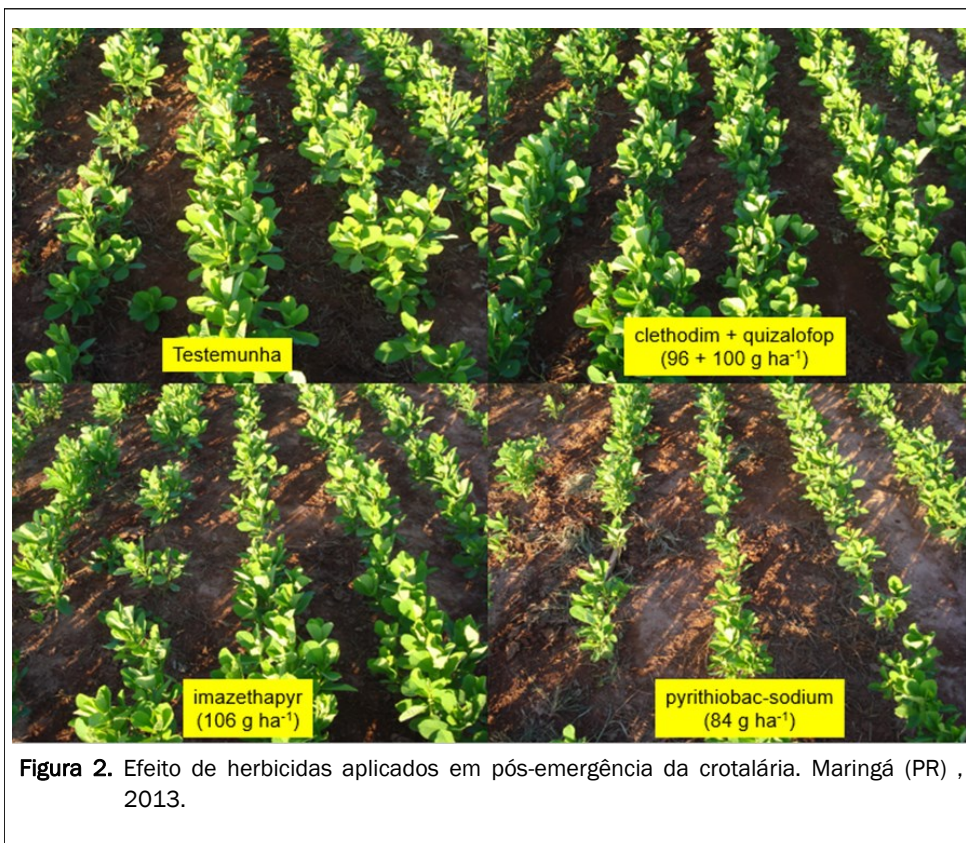 Testemunha
clethodim + quizalofop
(96 + 100 g ha⁻¹)
imazethapyr
(106 g ha⁻¹)
pyrithiobac-sodium
(84 g ha⁻¹)
Figura 2. Efeito de herbicidas aplicados em pós-emergência da crotalária. Maringá (PR) ,
2013.